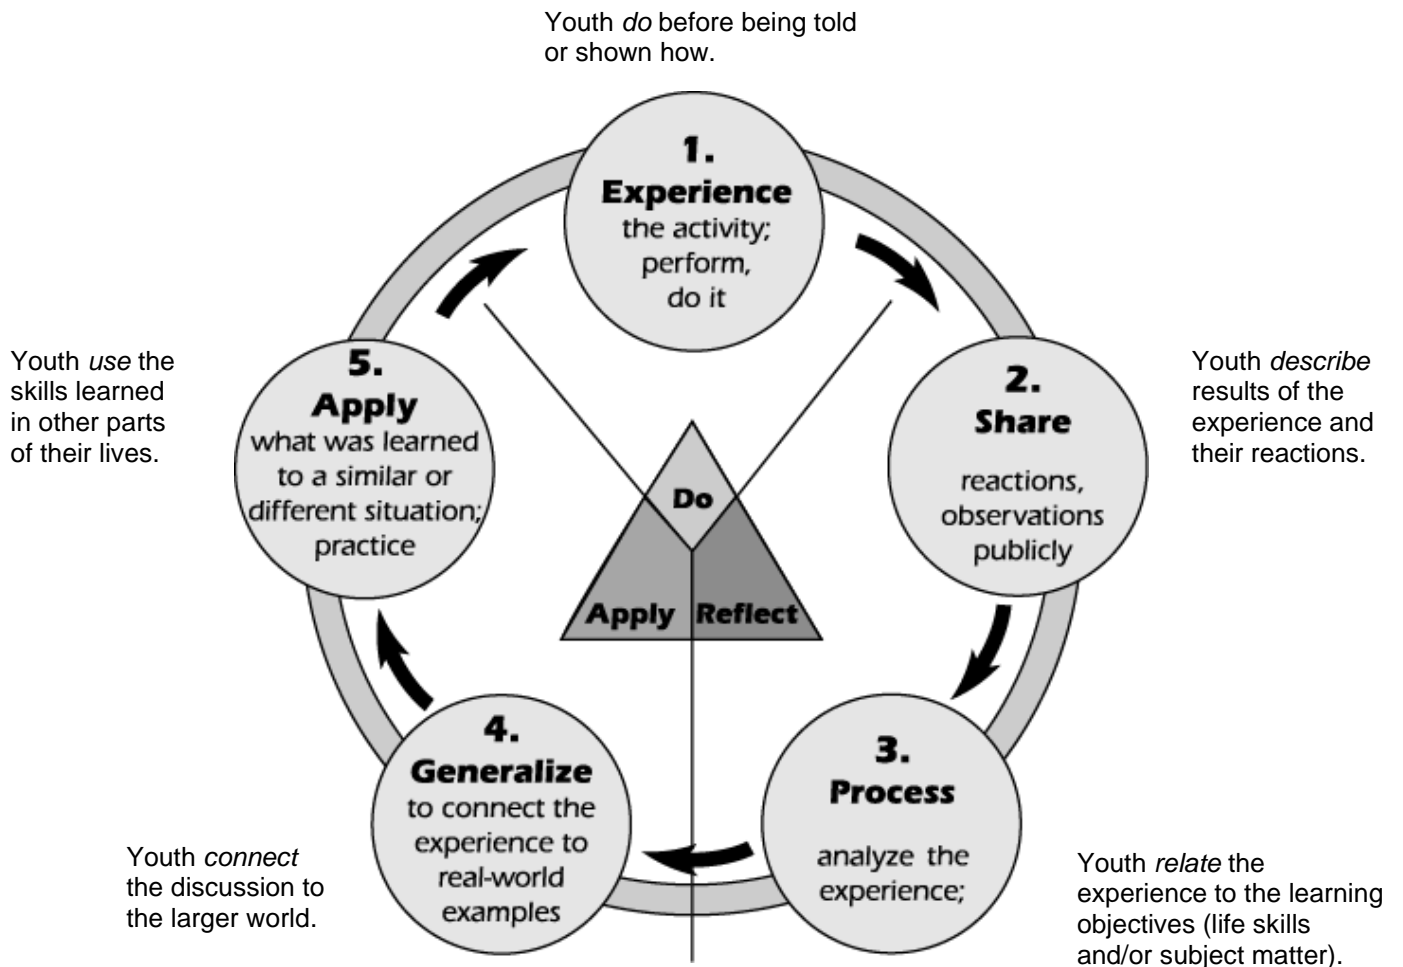 Youth do before being told
or shown how.
1.
Experience
the activity;
perform,
do it
2.
Share
reactions,
observations
publicly
Youth describe
results of the
experience and
their reactions.
3.
Process
analyze the
experience;
Youth relate the
experience to the learning
objectives (life skills
and/or subject matter).
4.
Generalize
to connect the
experience to
real-world
examples
Youth connect
the discussion to
the larger world.
5.
Apply
what was learned
to a similar or
different situation;
practice
Youth use the
skills learned
in other parts
of their lives.
Do
Apply
Reflect